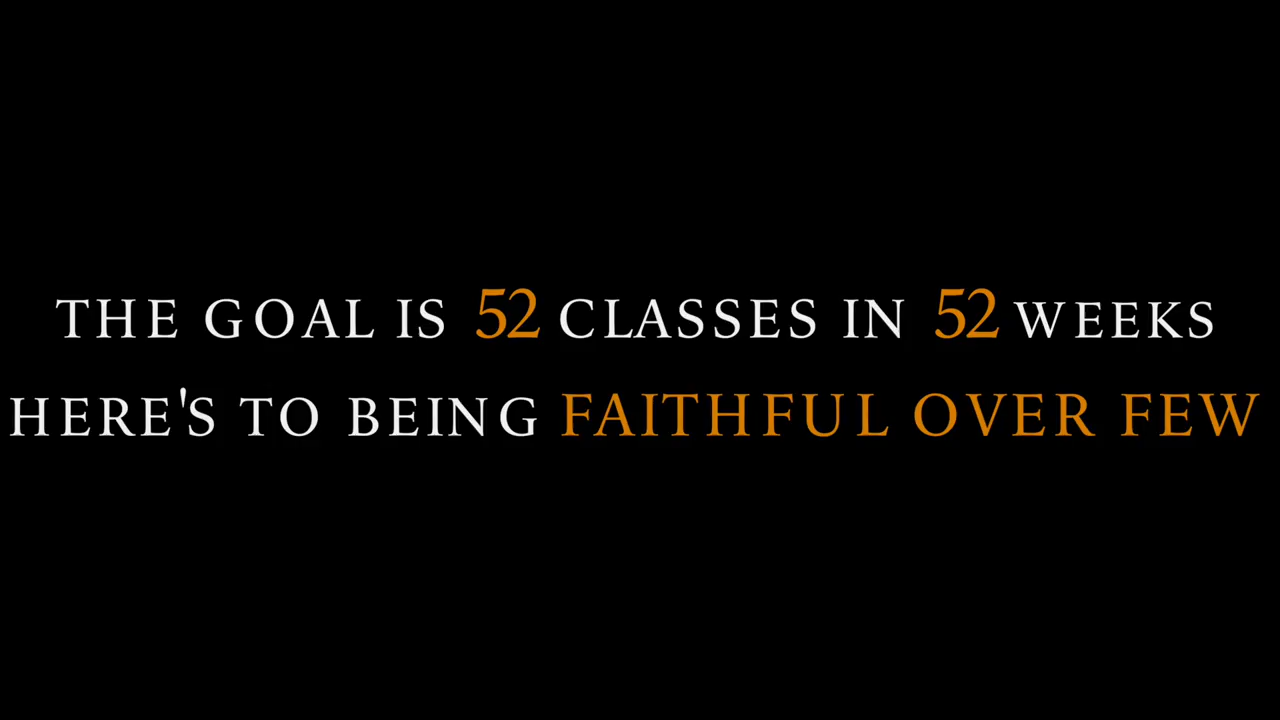 THE GOAL IS 52 CLASSES IN 52 WEEKS
HERE'S TO BEING FAITHFUL OVER FEW